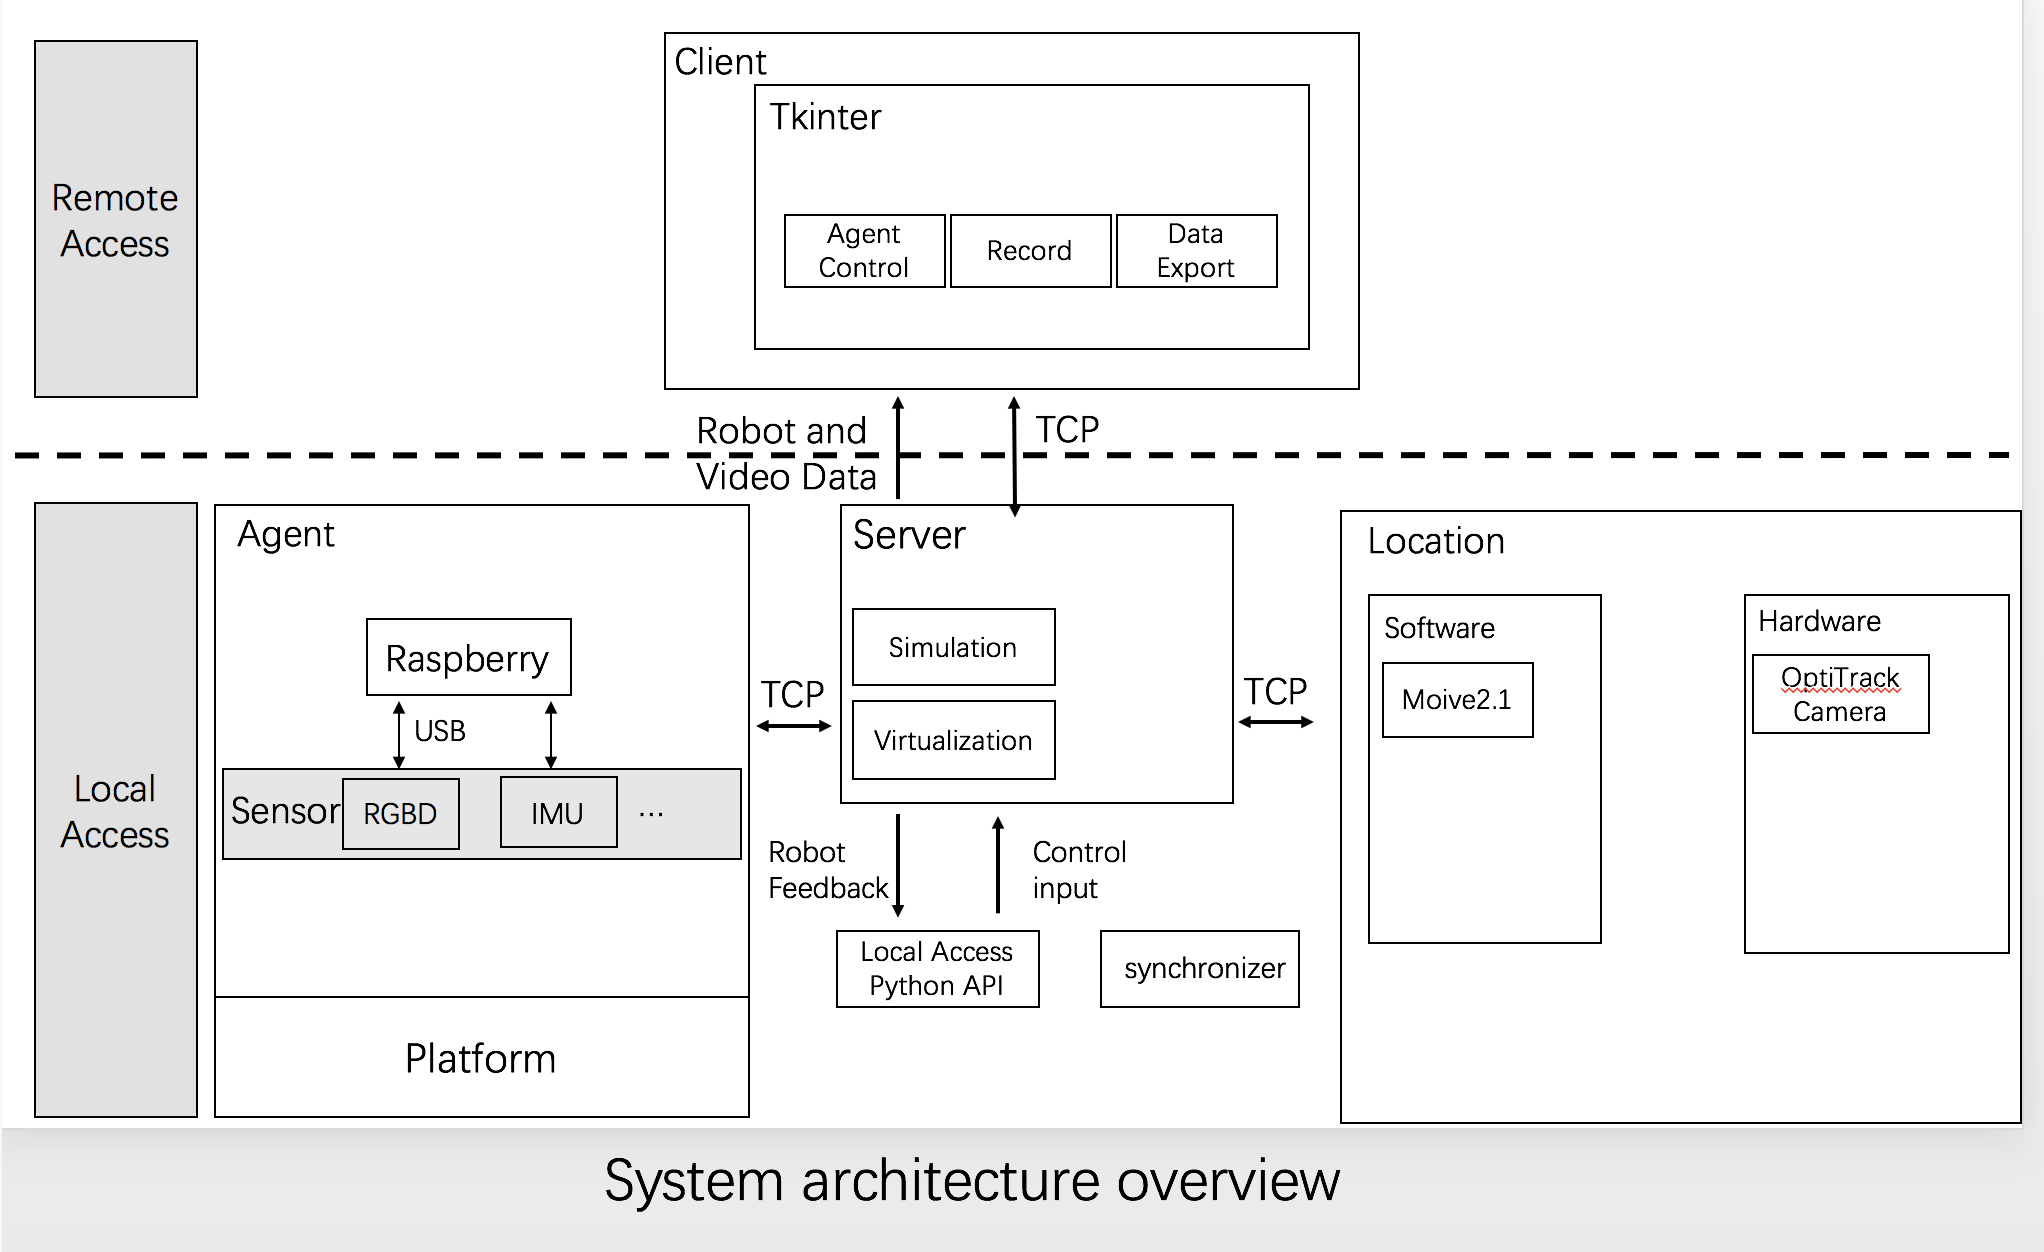 Client
Tkinter
Remote
Access
Agent
Control
Record
Data
Export
Robot and
Video Data
TCP
Local
Access
Agent
Raspberry
USB
Sensor
RGBD
IMU
...
Platform
TCP
Server
Simulation
Virtualization
TCP
Robot
Feedback
Control
input
Local Access
Python API
synchronizer
Location
Software
Moive2.1
Hardware
OptiTrack
Camera
System architecture overview